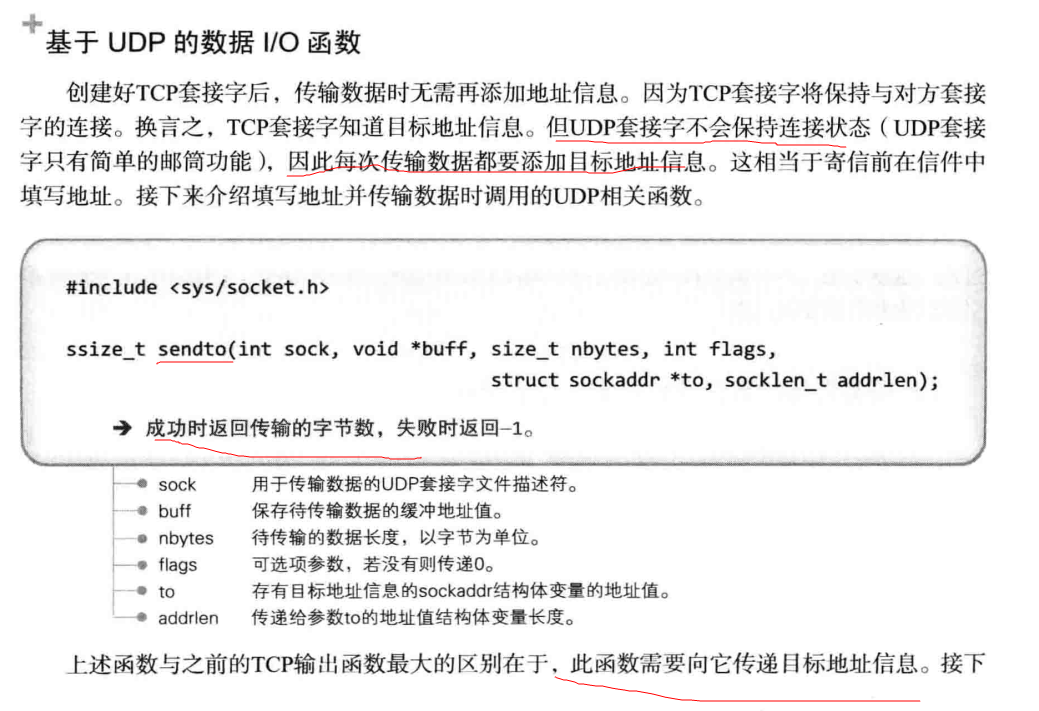 基于 UDP 的数据 I/O 函数
创建好TCP套接字后，传输数据时无需再添加地址信息。因为TCP套接字将保持与对方套接
字的连接。换言之，TCP套接字知道目标地址信息。但UDP套接字不会保持连接状态（UDP套接
字只有简单的邮筒功能），因此每次传输数据都要添加目标地址信息。这相当于寄信前在信件中
填写地址。接下来介绍填写地址并传输数据时调用的UDP相关函数。
#include <sys/socket.h>
ssize_t sendto(int sock, void *buff, size_t nbytes, int flags,
struct sockaddr *to, socklen_t addrlen);
➔ 成功时返回传输的字节数，失败时返回–1。
sock 用于传输数据的UDP套接字文件描述符。
buff 保存待传输数据的缓冲地址值。
nbytes 待传输的数据长度，以字节为单位。
flags 可选项参数，若没有则传递0。
to 存有目标地址信息的sockaddr结构体变量的地址值。
addrlen 传递给参数to的地址值结构体变量长度。
上述函数与之前的TCP输出函数最大的区别在于，此函数需要向它传递目标地址信息。接下